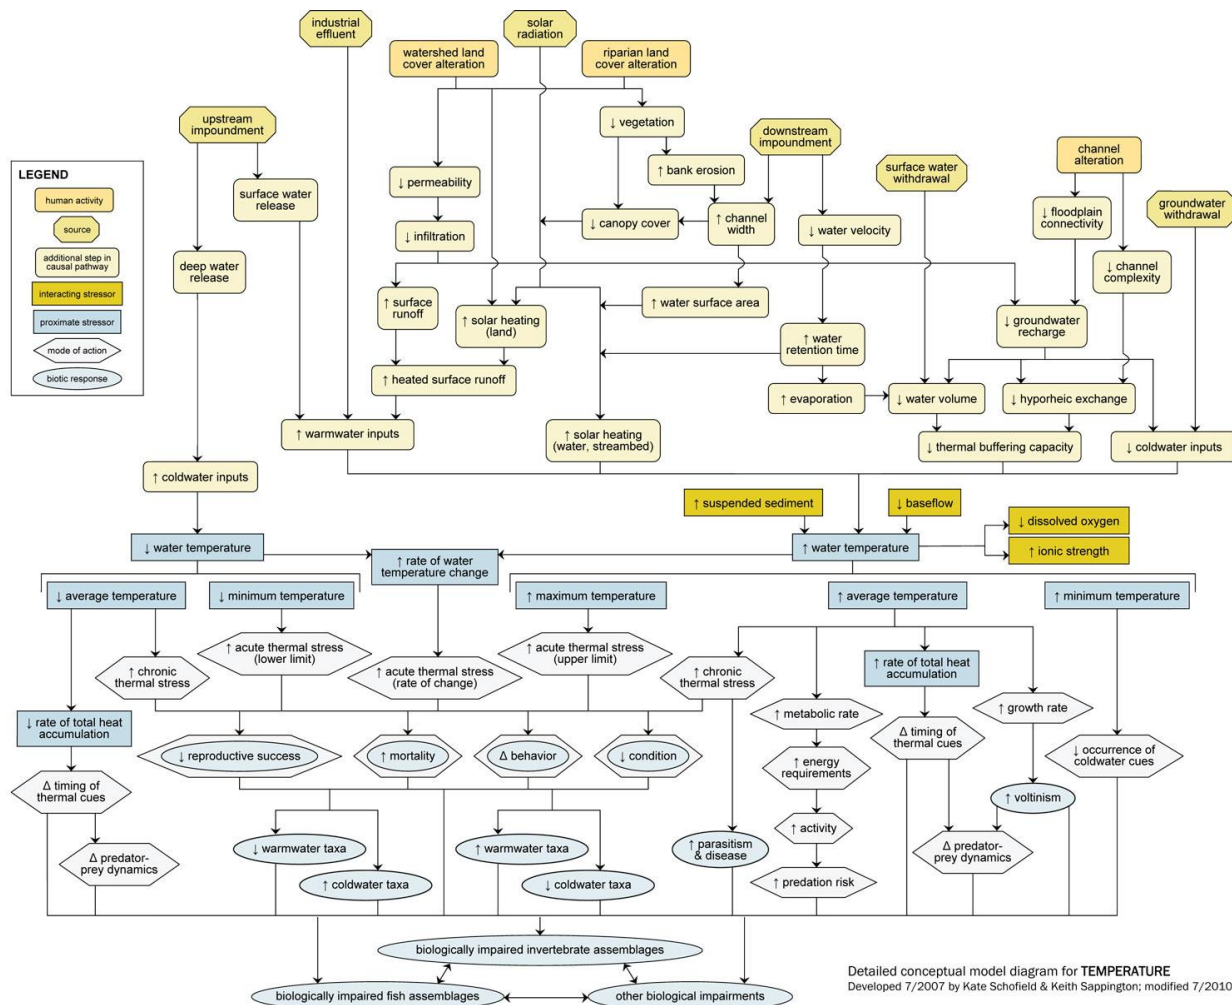 industrial
effluent
solar
radiation
watershed land
cover alteration
riparian land
cover alteration
upstream
impoundment
↓ vegetation
downstream
impoundment
channel
alteration
LEGEND
human activity
source
additional step in
causal pathway
interacting stressor
proximate stressor
mode of action
biotic response
surface water
release
↓ permeability
↑ bank erosion
surface water
withdrawal
groundwater
withdrawal
deep water
release
↓ infiltration
↓ canopy cover
↑ channel
width
↓ water velocity
↓ floodplain
connectivity
↓ channel
complexity
↑ surface
runoff
↑ solar heating
(land)
↑ water surface area
↑ water
retention time
↓ groundwater
recharge
↑ heated surface runoff
↑ evaporation
↓ water volume
↓ hyporheic exchange
↑ warmwater inputs
↑ solar heating
(water, streambed)
↓ thermal buffering capacity
↓ coldwater inputs
↑ coldwater inputs
↑ suspended sediment
↓ baseflow
↓ dissolved oxygen
↑ ionic strength
↓ water temperature
↑ rate of water
temperature change
↑ water temperature
↓ average temperature
↓ minimum temperature
↑ maximum temperature
↑ average temperature
↑ minimum temperature
↑ chronic
thermal stress
↑ acute thermal stress
(lower limit)
↑ acute thermal stress
(rate of change)
↑ acute thermal stress
(upper limit)
↑ chronic
thermal stress
↑ rate of total heat
accumulation
↑ metabolic rate
↑ growth rate
↓ rate of total heat
accumulation
↓ reproductive success
↑ mortality
Δ behavior
↓ condition
↑ energy
requirements
Δ timing of
thermal cues
↓ occurrence of
coldwater cues
Δ timing of
thermal cues
↑ voltinism
↑ activity
↓ warmwater taxa
↑ warmwater taxa
↑ parasitism
& disease
Δ predator-
prey dynamics
Δ predator-
prey dynamics
↑ coldwater taxa
↓ coldwater taxa
↑ predation risk
biologically impaired invertebrate assemblages
biologically impaired fish assemblages
other biological impairments
Detailed conceptual model diagram for TEMPERATURE
Developed 7/2007 by Kate Schofield & Keith Sappington; modified 7/2010